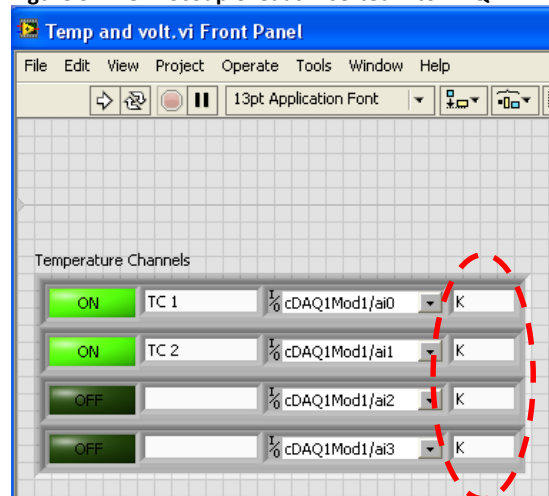 Temp and volt.vi Front Panel
File Edit View Project Operate Tools Window Help
13pt Application Font
Temperature Channels
ON TC 1 I/O cDAQ1Mod1/ai0 K
ON TC 2 I/O cDAQ1Mod1/ai1 K
OFF I/O cDAQ1Mod1/ai2 K
OFF I/O cDAQ1Mod1/ai3 K